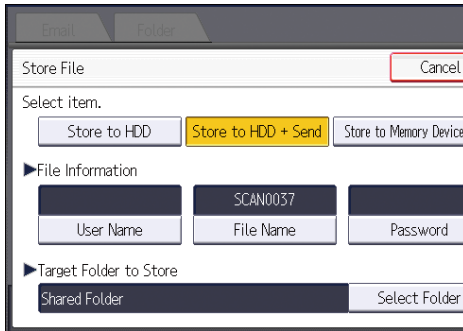 Email Folder
Store File Cancel
Select item.
Store to HDD Store to HDD + Send Store to Memory Device
►File Information
SCAN0037
User Name File Name Password
►Target Folder to Store
Shared Folder Select Folder